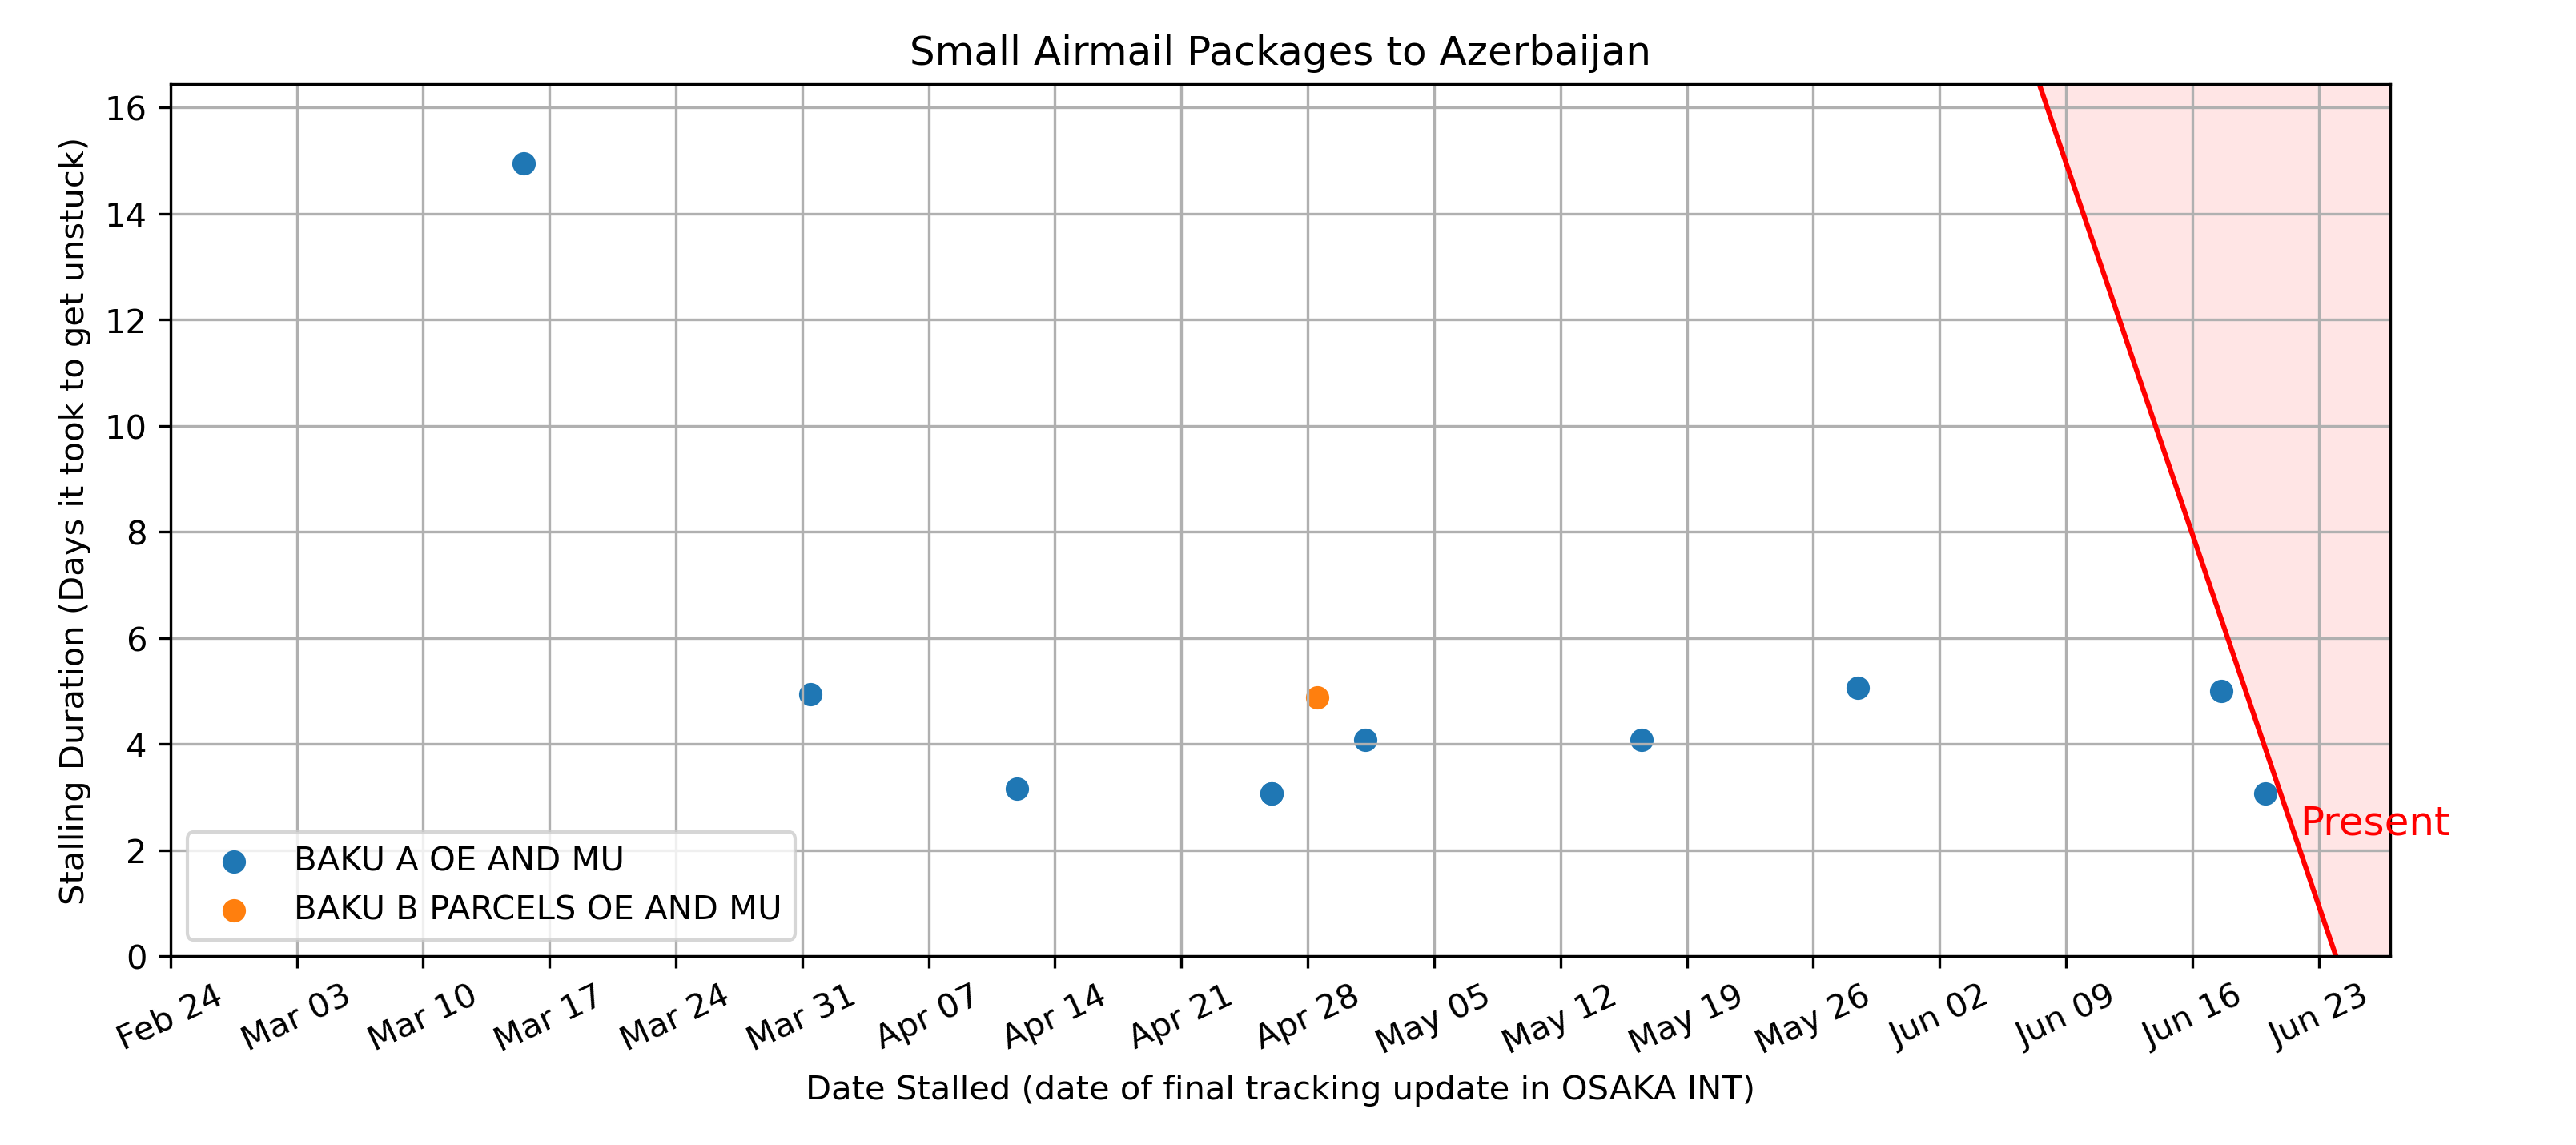 Small Airmail Packages to Azerbaijan
Stalling Duration (Days it took to get unstuck)
16
14
12
10
8
6
4
2
0
Present
BAKU A OE AND MU
BAKU B PARCELS OE AND MU
Feb 24
Mar 03
Mar 10
Mar 17
Mar 24
Mar 31
Apr 07
Apr 14
Apr 21
Apr 28
May 05
May 12
May 19
May 26
Jun 02
Jun 09
Jun 16
Jun 23
Date Stalled (date of final tracking update in OSAKA INT)